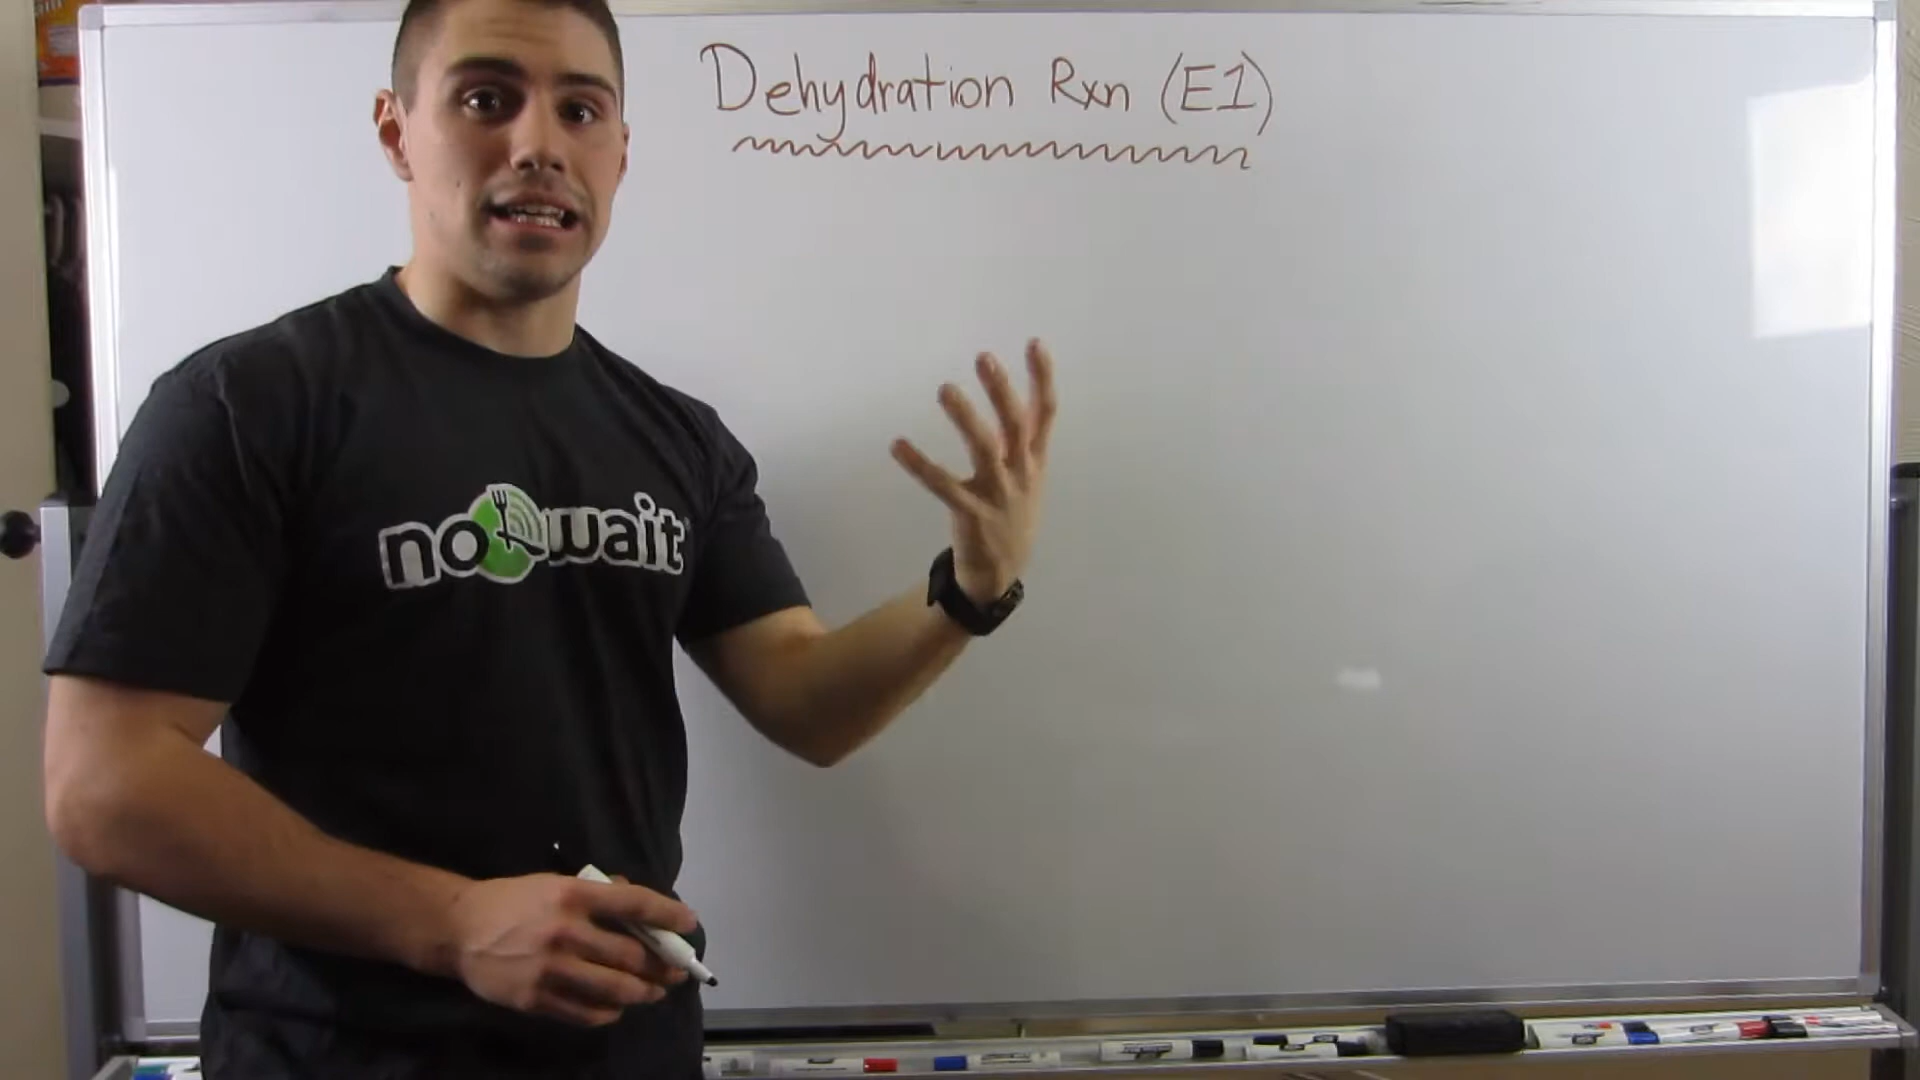 Dehydration Rxn (E1)
nowait